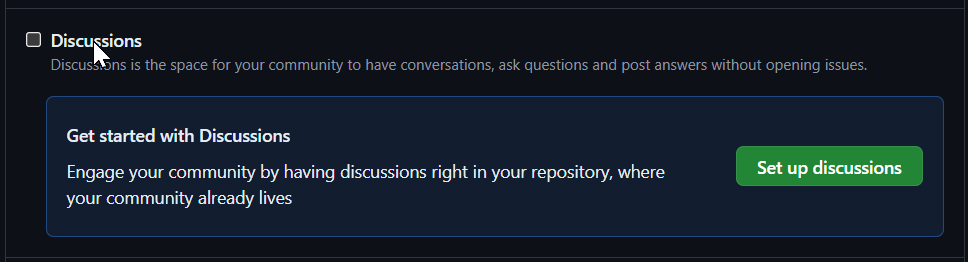 Discussions
Discussions is the space for your community to have conversations, ask questions and post answers without opening issues.
Get started with Discussions
Engage your community by having discussions right in your repository, where
your community already lives
Set up discussions